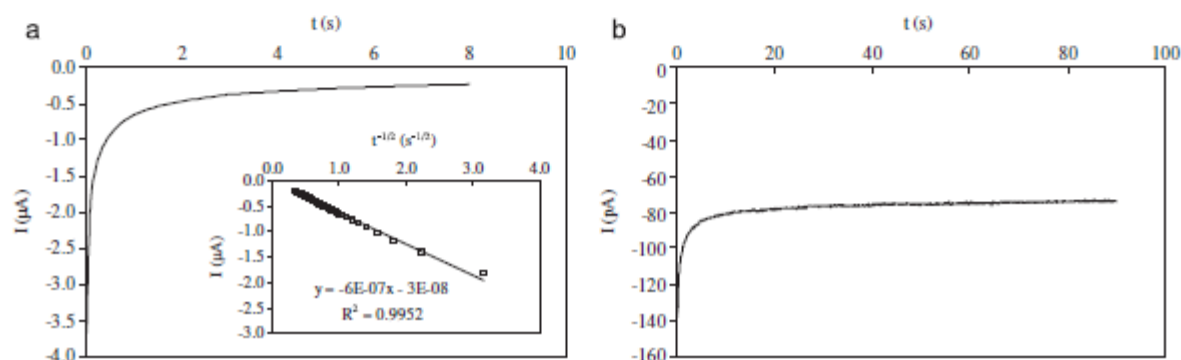 a
t (s)
0 2 4 6 8 10
0.0
-0.5
-1.0
-1.5
-2.0
-2.5
-3.0
-3.5
-4.0
I (μA)
t⁻¹/² (s⁻¹/²)
0.0 1.0 2.0 3.0 4.0
0.0
-0.5
-1.0
-1.5
-2.0
-2.5
-3.0
I (μA)
y = -6E-07x - 3E-08
R² = 0.9952
b
t (s)
0 20 40 60 80 100
0
-20
-40
-60
-80
-100
-120
-140
-160
I (pA)